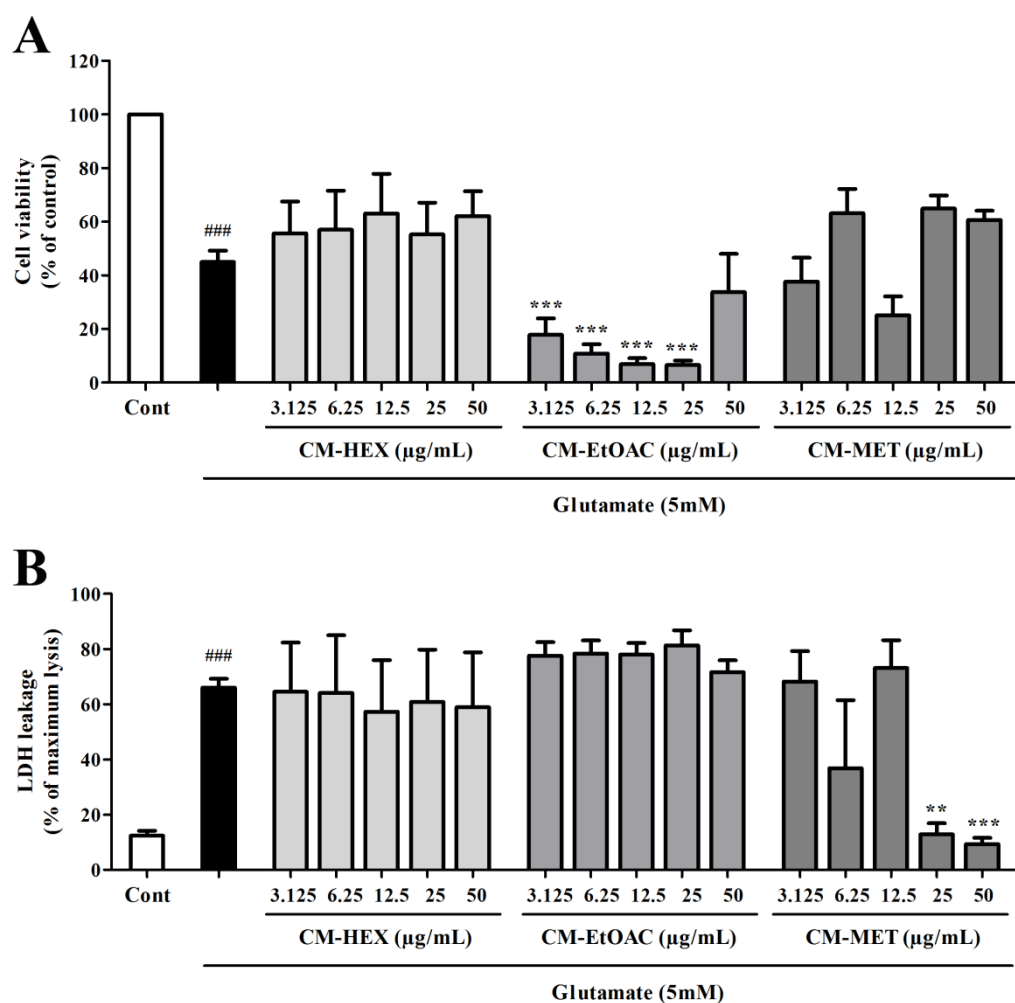 A
Cell viability
(% of control)
120
100
80
60
40
20
0
###
***
***
***
***
Cont
3.125 6.25 12.5 25 50
3.125 6.25 12.5 25 50
3.125 6.25 12.5 25 50
CM-HEX (µg/mL)
CM-EtOAC (µg/mL)
CM-MET (µg/mL)
Glutamate (5mM)
B
LDH leakage
(% of maximum lysis)
100
80
60
40
20
0
###
**
***
Cont
3.125 6.25 12.5 25 50
3.125 6.25 12.5 25 50
3.125 6.25 12.5 25 50
CM-HEX (µg/mL)
CM-EtOAC (µg/mL)
CM-MET (µg/mL)
Glutamate (5mM)